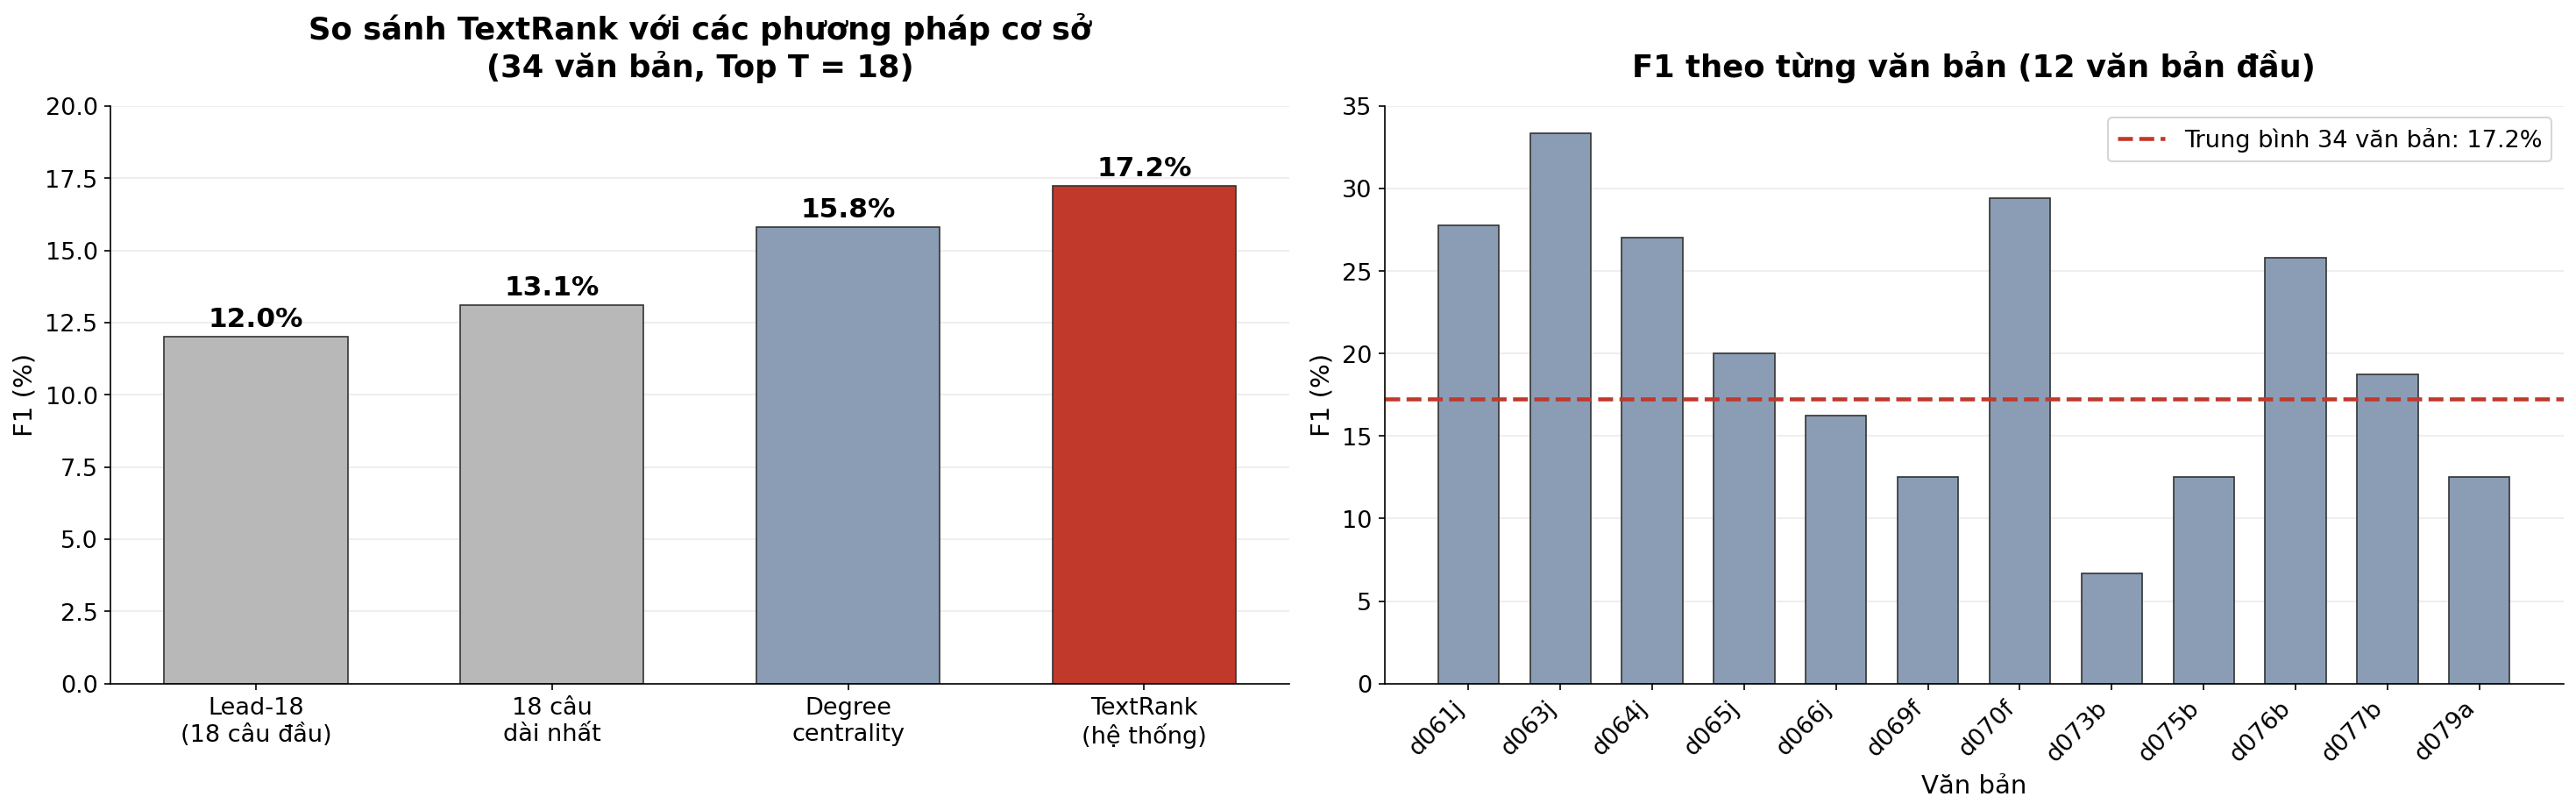 So sánh TextRank với các phương pháp cơ sở
(34 văn bản, Top T = 18)
F1 (%)
20.0
17.5
15.0
12.5
10.0
7.5
5.0
2.5
0.0
12.0%
13.1%
15.8%
17.2%
Lead-18
(18 câu đầu)
18 câu
dài nhất
Degree
centrality
TextRank
(hệ thống)
F1 theo từng văn bản (12 văn bản đầu)
Trung bình 34 văn bản: 17.2%
F1 (%)
35
30
25
20
15
10
5
0
d061j
d063j
d064j
d065j
d066j
d069f
d070f
d073b
d075b
d076b
d077b
d079a
Văn bản